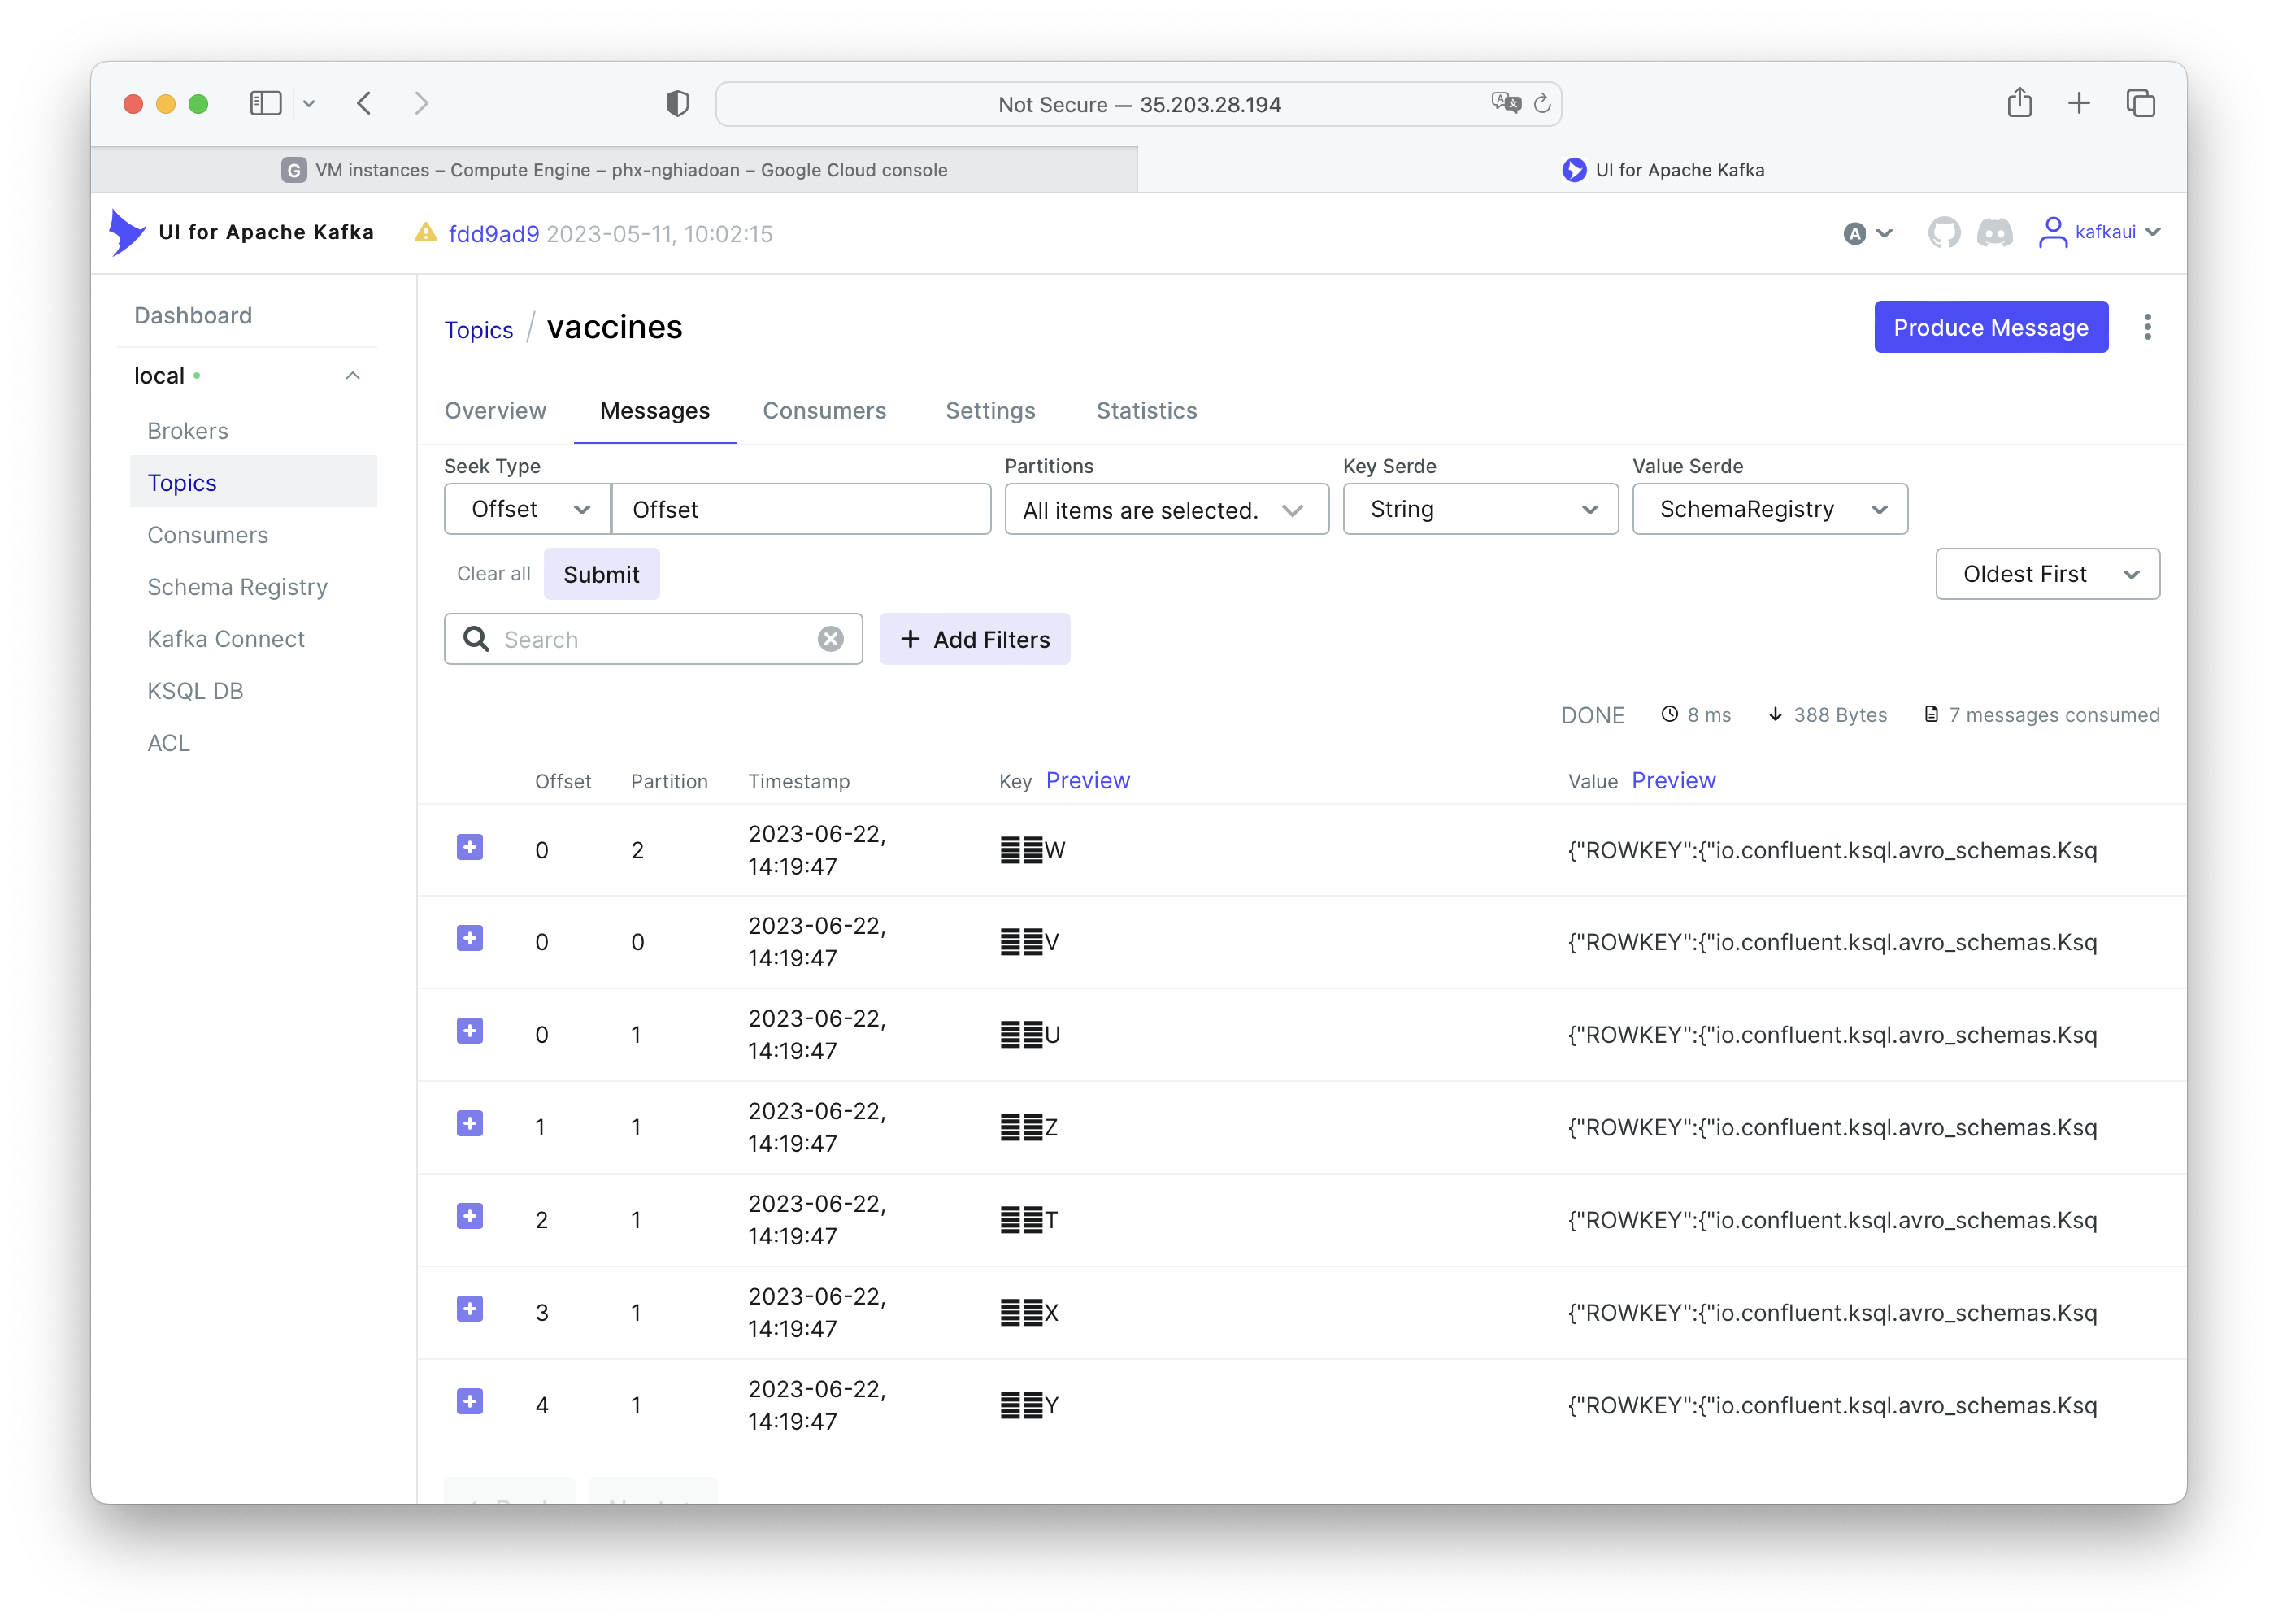 Not Secure — 35.203.28.194
G VM instances – Compute Engine – phx-nghiadoan – Google Cloud console
UI for Apache Kafka
UI for Apache Kafka
fdd9ad9 2023-05-11, 10:02:15
A
kafkaui
Dashboard
local
Brokers
Topics
Consumers
Schema Registry
Kafka Connect
KSQL DB
ACL
Topics / vaccines
Produce Message
Overview Messages Consumers Settings Statistics
Seek Type Partitions Key Serde Value Serde
Offset Offset All items are selected. String SchemaRegistry
Clear all Submit Oldest First
Search + Add Filters
DONE 8 ms 388 Bytes 7 messages consumed
Offset Partition Timestamp Key Preview Value Preview
0 2 2023-06-22, 14:19:47 W {"ROWKEY":{"io.confluent.ksql.avro_schemas.Ksq
0 0 2023-06-22, 14:19:47 V {"ROWKEY":{"io.confluent.ksql.avro_schemas.Ksq
0 1 2023-06-22, 14:19:47 U {"ROWKEY":{"io.confluent.ksql.avro_schemas.Ksq
1 1 2023-06-22, 14:19:47 Z {"ROWKEY":{"io.confluent.ksql.avro_schemas.Ksq
2 1 2023-06-22, 14:19:47 T {"ROWKEY":{"io.confluent.ksql.avro_schemas.Ksq
3 1 2023-06-22, 14:19:47 X {"ROWKEY":{"io.confluent.ksql.avro_schemas.Ksq
4 1 2023-06-22, 14:19:47 Y {"ROWKEY":{"io.confluent.ksql.avro_schemas.Ksq